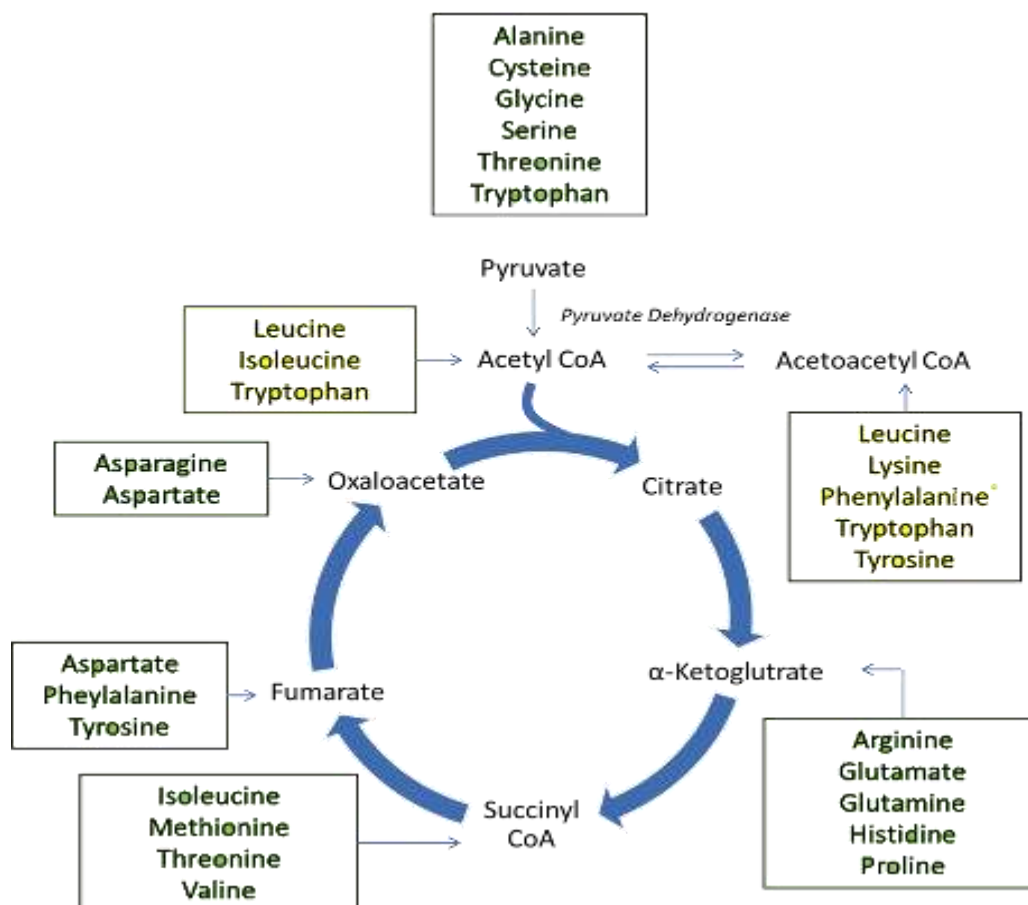 Alanine
Cysteine
Glycine
Serine
Threonine
Tryptophan
Pyruvate
Pyruvate Dehydrogenase
Leucine
Isoleucine
Tryptophan
Acetyl CoA
Acetoacetyl CoA
Leucine
Lysine
Phenylalanine
Tryptophan
Tyrosine
Asparagine
Aspartate
Oxaloacetate
Citrate
Aspartate
Pheylalanine
Tyrosine
Fumarate
α-Ketoglutrate
Arginine
Glutamate
Glutamine
Histidine
Proline
Isoleucine
Methionine
Threonine
Valine
Succinyl
CoA